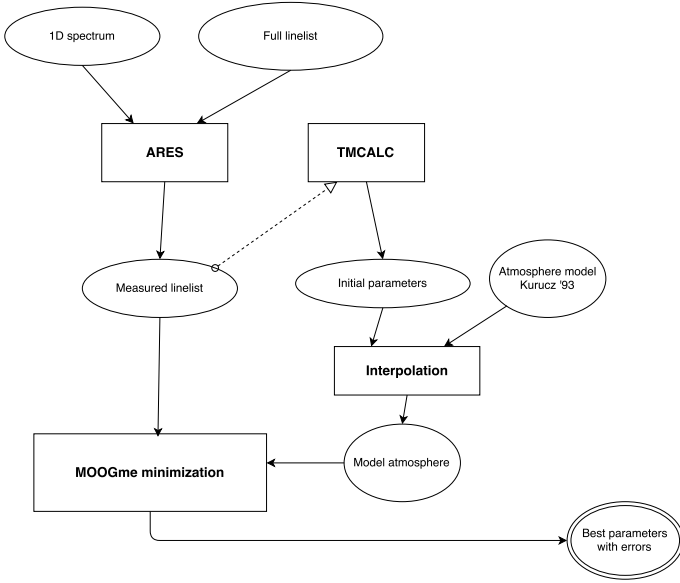 1D spectrum
Full linelist
ARES
TMCALC
Measured linelist
Initial parameters
Atmosphere model
Kurucz '93
Interpolation
MOOGme minimization
Model atmosphere
Best parameters
with errors